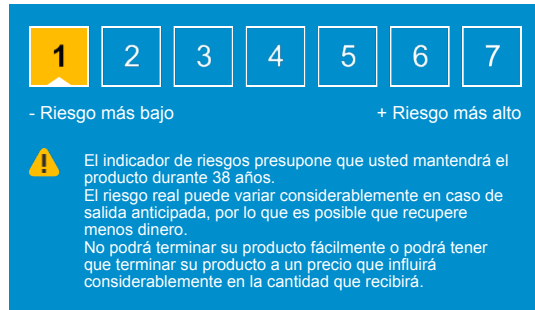 1 2 3 4 5 6 7
- Riesgo más bajo + Riesgo más alto
El indicador de riesgos presupone que usted mantendrá el
producto durante 38 años.
El riesgo real puede variar considerablemente en caso de
salida anticipada, por lo que es posible que recupere
menos dinero.
No podrá terminar su producto fácilmente o podrá tener
que terminar su producto a un precio que influirá
considerablemente en la cantidad que recibirá.